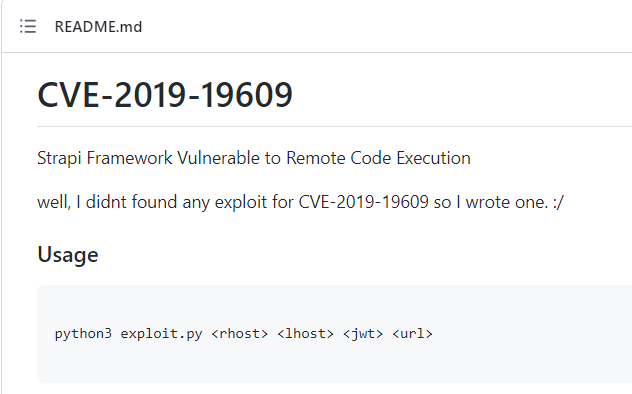 README.md
CVE-2019-19609
Strapi Framework Vulnerable to Remote Code Execution
well, I didnt found any exploit for CVE-2019-19609 so I wrote one. :/
Usage
python3 exploit.py <rhost> <lhost> <jwt> <url>